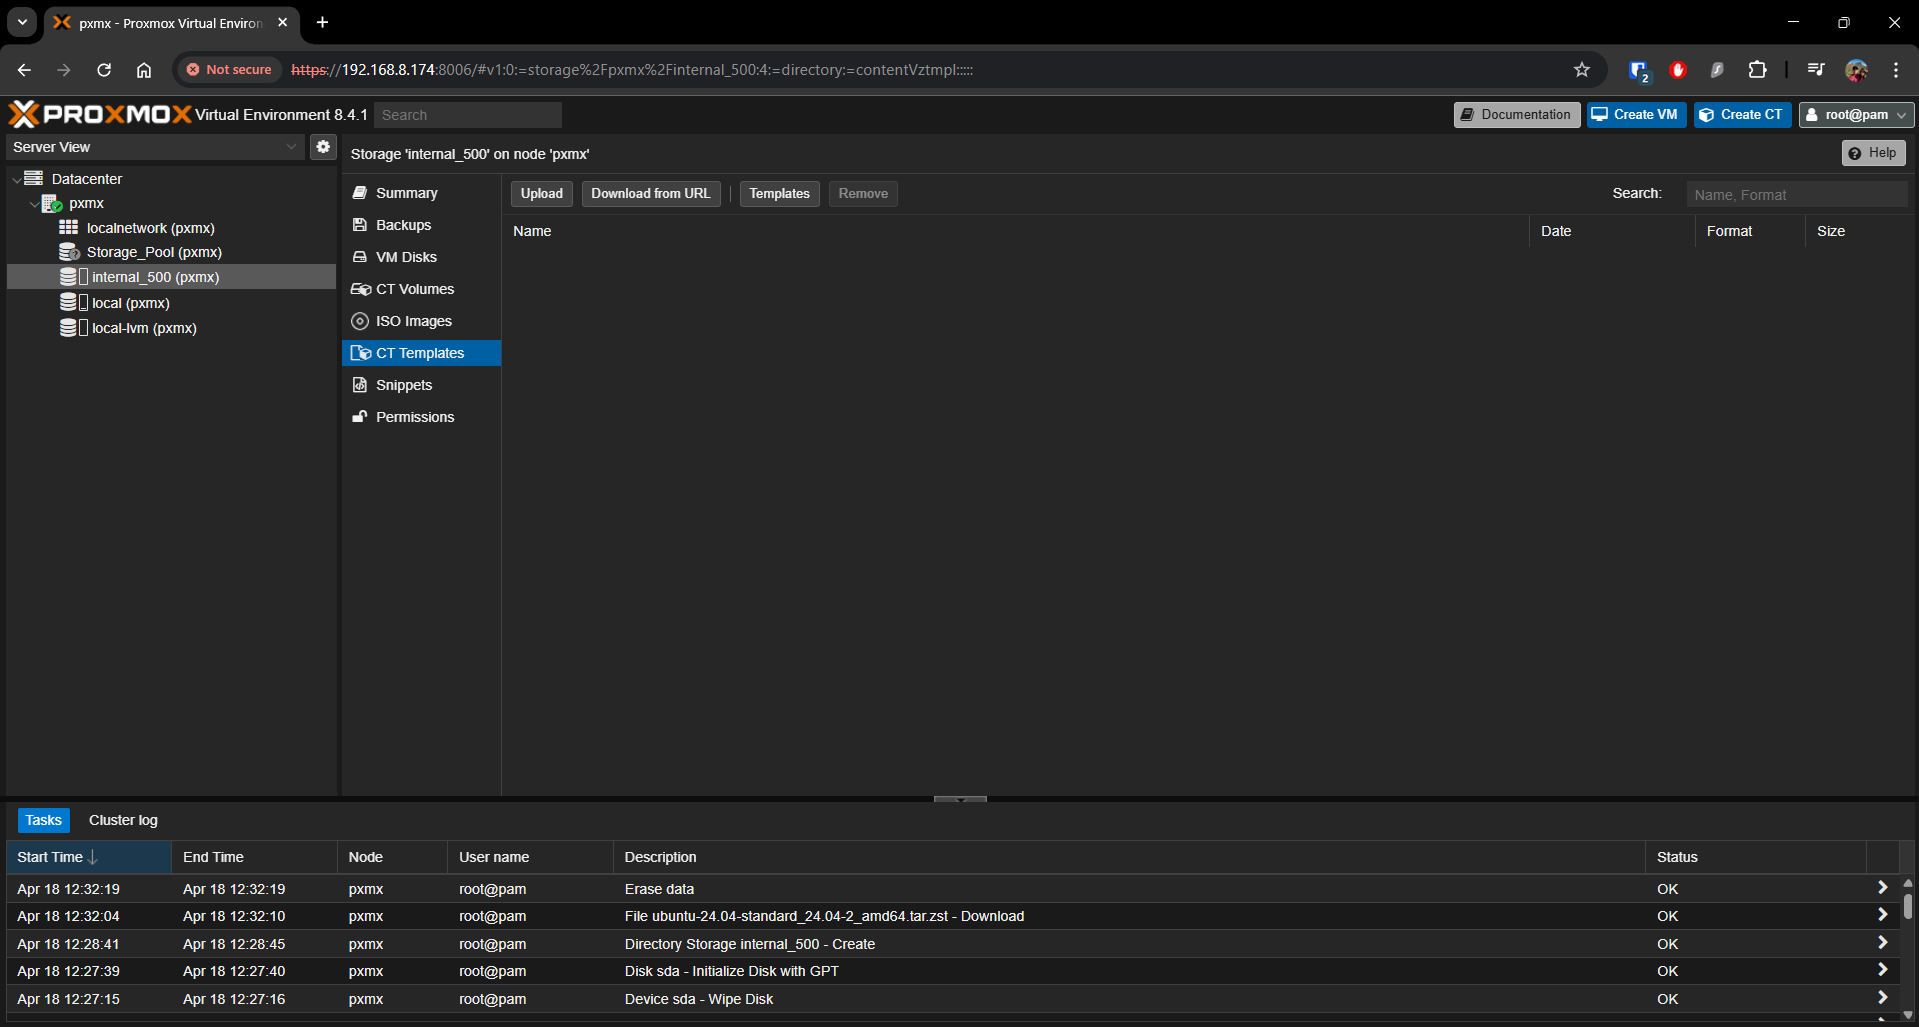 pxmx - Proxmox Virtual Environ
Not secure
https://192.168.8.174:8006/#v1:0:=storage%2Fpxmx%2Finternal_500:4:=directory:=contentVztmpl:::::
2
PROXMOX Virtual Environment 8.4.1
Search
Documentation
Create VM
Create CT
root@pam
Server View
Storage 'internal_500' on node 'pxmx'
Help
Datacenter
pxmx
localnetwork (pxmx)
Storage_Pool (pxmx)
internal_500 (pxmx)
local (pxmx)
local-lvm (pxmx)
Summary
Backups
VM Disks
CT Volumes
ISO Images
CT Templates
Snippets
Permissions
Upload
Download from URL
Templates
Remove
Search:
Name, Format
Name Date Format Size
Tasks
Cluster log
Start Time End Time Node User name Description Status
Apr 18 12:32:19 Apr 18 12:32:19 pxmx root@pam Erase data OK
Apr 18 12:32:04 Apr 18 12:32:10 pxmx root@pam File ubuntu-24.04-standard_24.04-2_amd64.tar.zst - Download OK
Apr 18 12:28:41 Apr 18 12:28:45 pxmx root@pam Directory Storage internal_500 - Create OK
Apr 18 12:27:39 Apr 18 12:27:40 pxmx root@pam Disk sda - Initialize Disk with GPT OK
Apr 18 12:27:15 Apr 18 12:27:16 pxmx root@pam Device sda - Wipe Disk OK